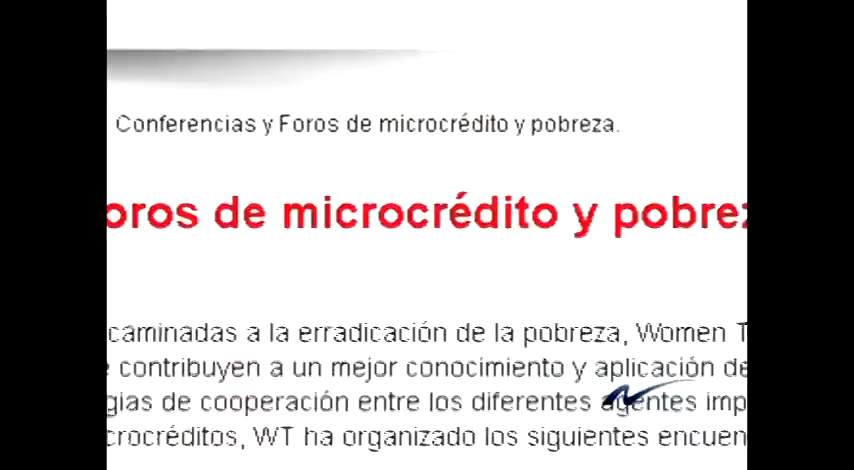 Conferencias y Foros de microcrédito y pobreza.
oros de microcrédito y pobrez
caminadas a la erradicación de la pobreza, Women T
e contribuyen a un mejor conocimiento y aplicación de
gias de cooperación entre los diferentes agentes imp
crocréditos, WT ha organizado los siguientes encuen